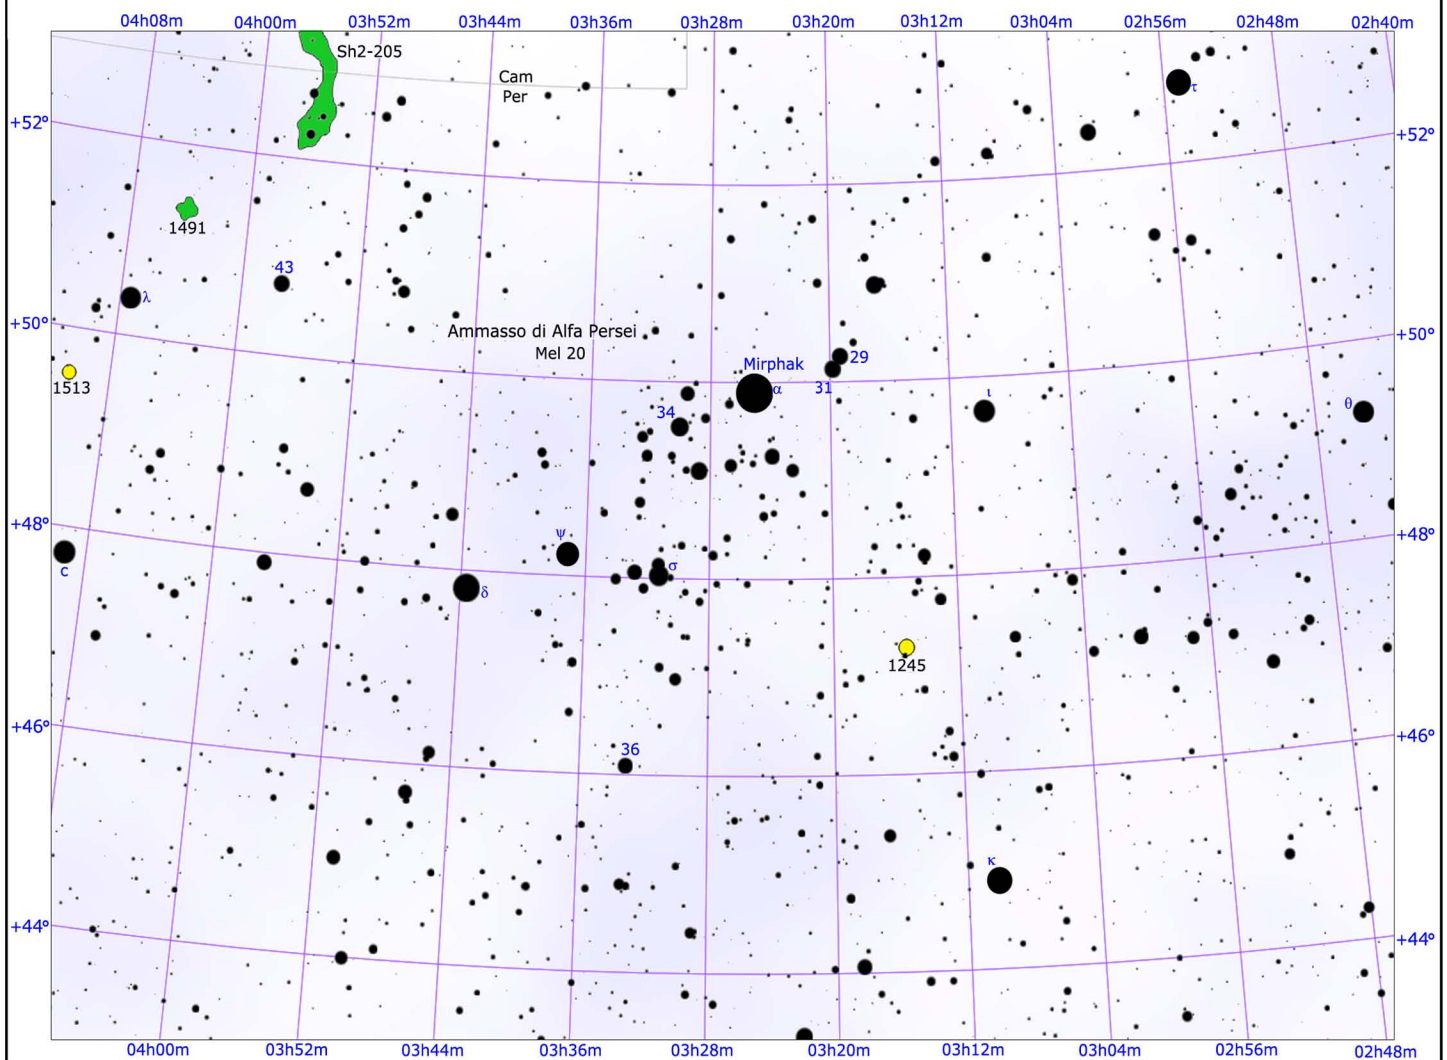 04h08m 04h00m 03h52m 03h44m 03h36m 03h28m 03h20m 03h12m 03h04m 02h56m 02h48m 02h40m
Sh2-205
Cam
Per
τ
+52° +52°
1491
43
λ
+50° +50°
Ammasso di Alfa Persei
Mel 20
29
Mirphak
α
31
ι
θ
1513
34
+48° +48°
ψ
c
σ
δ
1245
+46° +46°
36
κ
+44° +44°
04h00m 03h52m 03h44m 03h36m 03h28m 03h20m 03h12m 03h04m 02h56m 02h48m